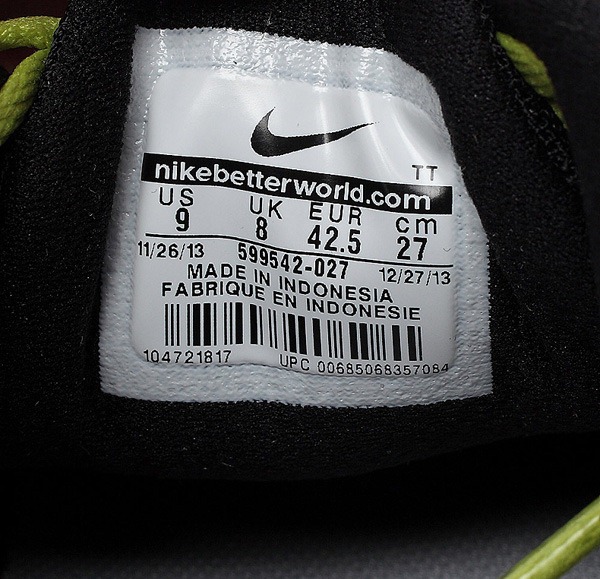 TT
nikebetterworld.com
US UK EUR cm
9 8 42.5 27
11/26/13 599542-027 12/27/13
MADE IN INDONESIA
FABRIQUE EN INDONESIE
104721817 UPC 00685068357084